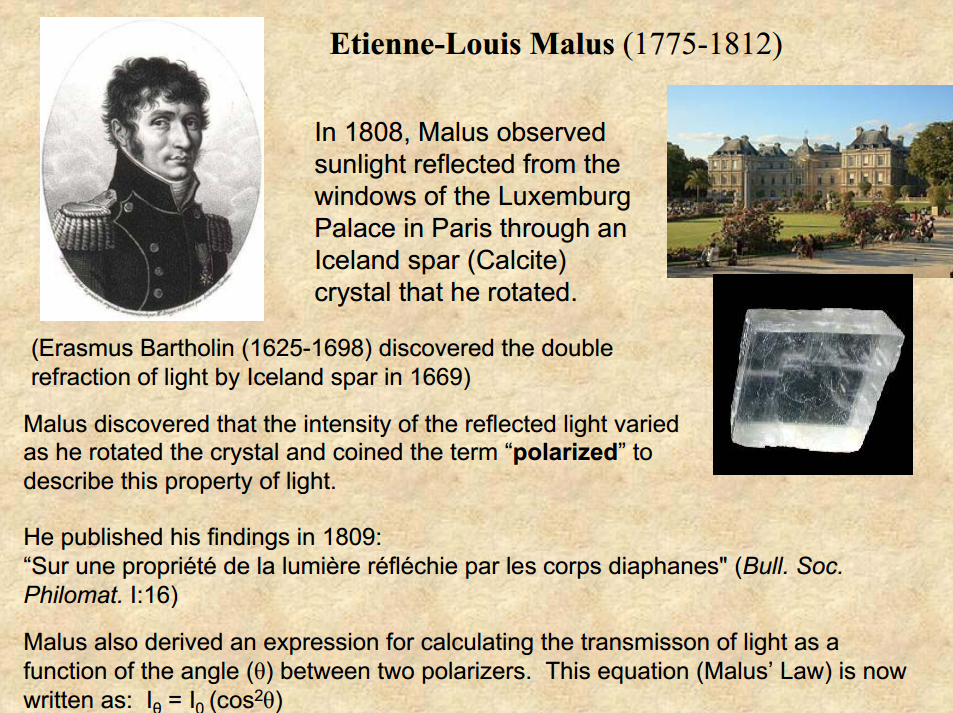 Etienne-Louis Malus (1775-1812)
In 1808, Malus observed
sunlight reflected from the
windows of the Luxemburg
Palace in Paris through an
Iceland spar (Calcite)
crystal that he rotated.
(Erasmus Bartholin (1625-1698) discovered the double
refraction of light by Iceland spar in 1669)
Malus discovered that the intensity of the reflected light varied
as he rotated the crystal and coined the term “polarized” to
describe this property of light.
He published his findings in 1809:
“Sur une propriété de la lumière réfléchie par les corps diaphanes" (Bull. Soc.
Philomat. I:16)
Malus also derived an expression for calculating the transmisson of light as a
function of the angle (θ) between two polarizers.  This equation (Malus’ Law) is now
written as:  I<sub>θ</sub> = I<sub>0</sub> (cos²θ)